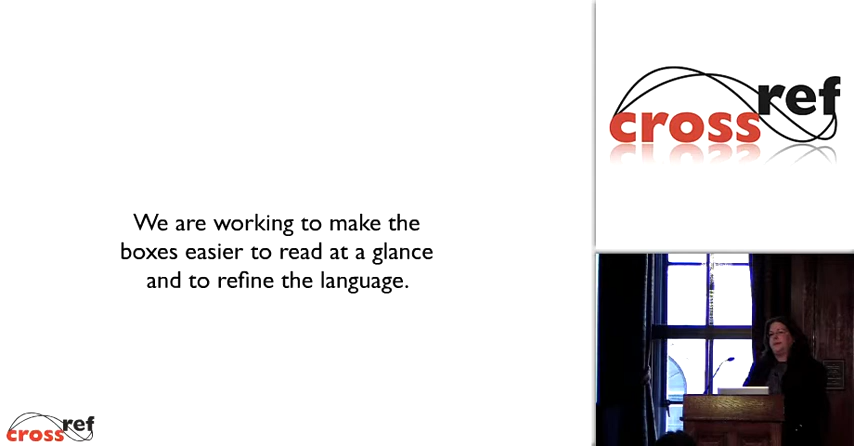 We are working to make the
boxes easier to read at a glance
and to refine the language.
crossref
crossref